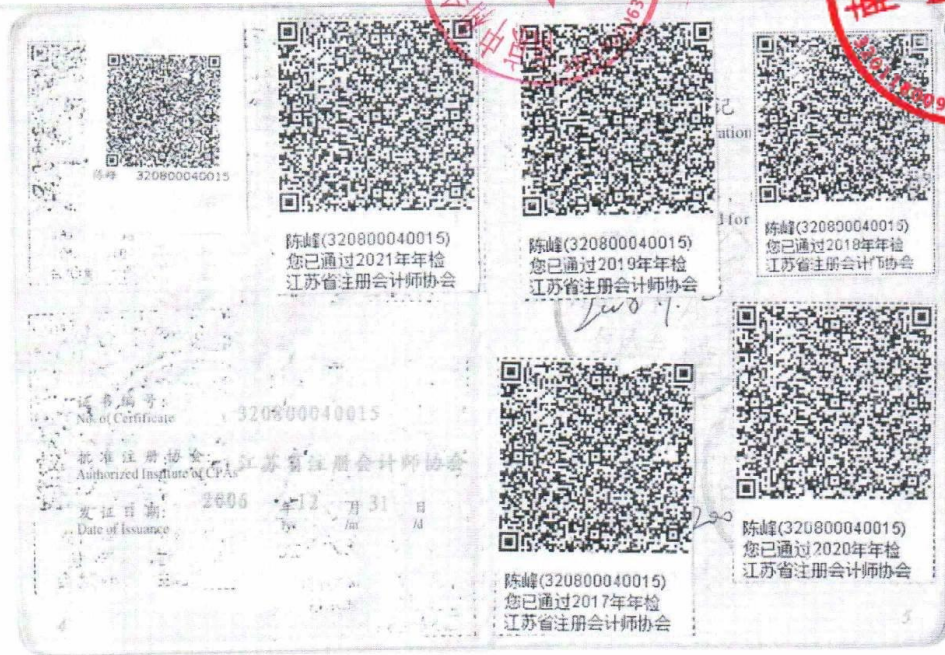 陈峰 320800040015
陈峰(320800040015)
您已通过2021年年检
江苏省注册会计师协会
陈峰(320800040015)
您已通过2019年年检
江苏省注册会计师协会
记
ation
陈峰(320800040015)
您已通过2018年年检
江苏省注册会计师协会
证书编号:
No. of Certificate
320800040015
批准注册协会:
Authorized Institute of CPAs
江苏省注册会计师协会
发证日期:
Date of Issuance
2006 年 12 月 31 日
/y /m /d
陈峰(320800040015)
您已通过2017年年检
江苏省注册会计师协会
陈峰(320800040015)
您已通过2020年年检
江苏省注册会计师协会
4
5